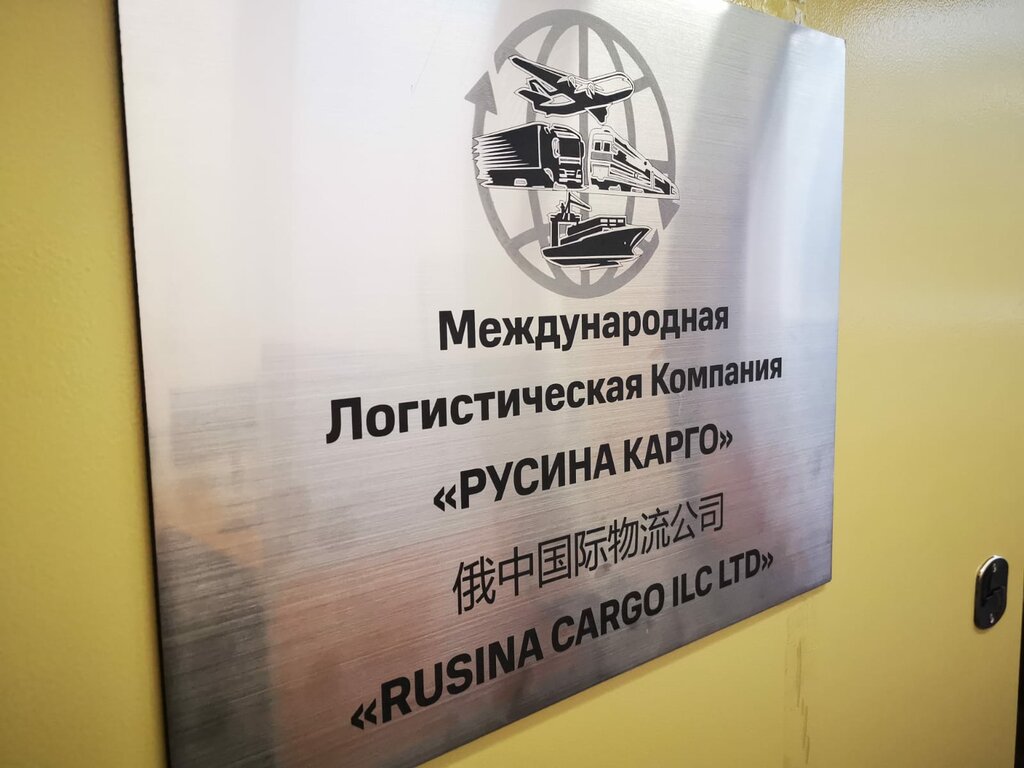 Международная
Логистическая Компания
«РУСИНА КАРГО»
俄中国际物流公司
«RUSINA CARGO ILC LTD»